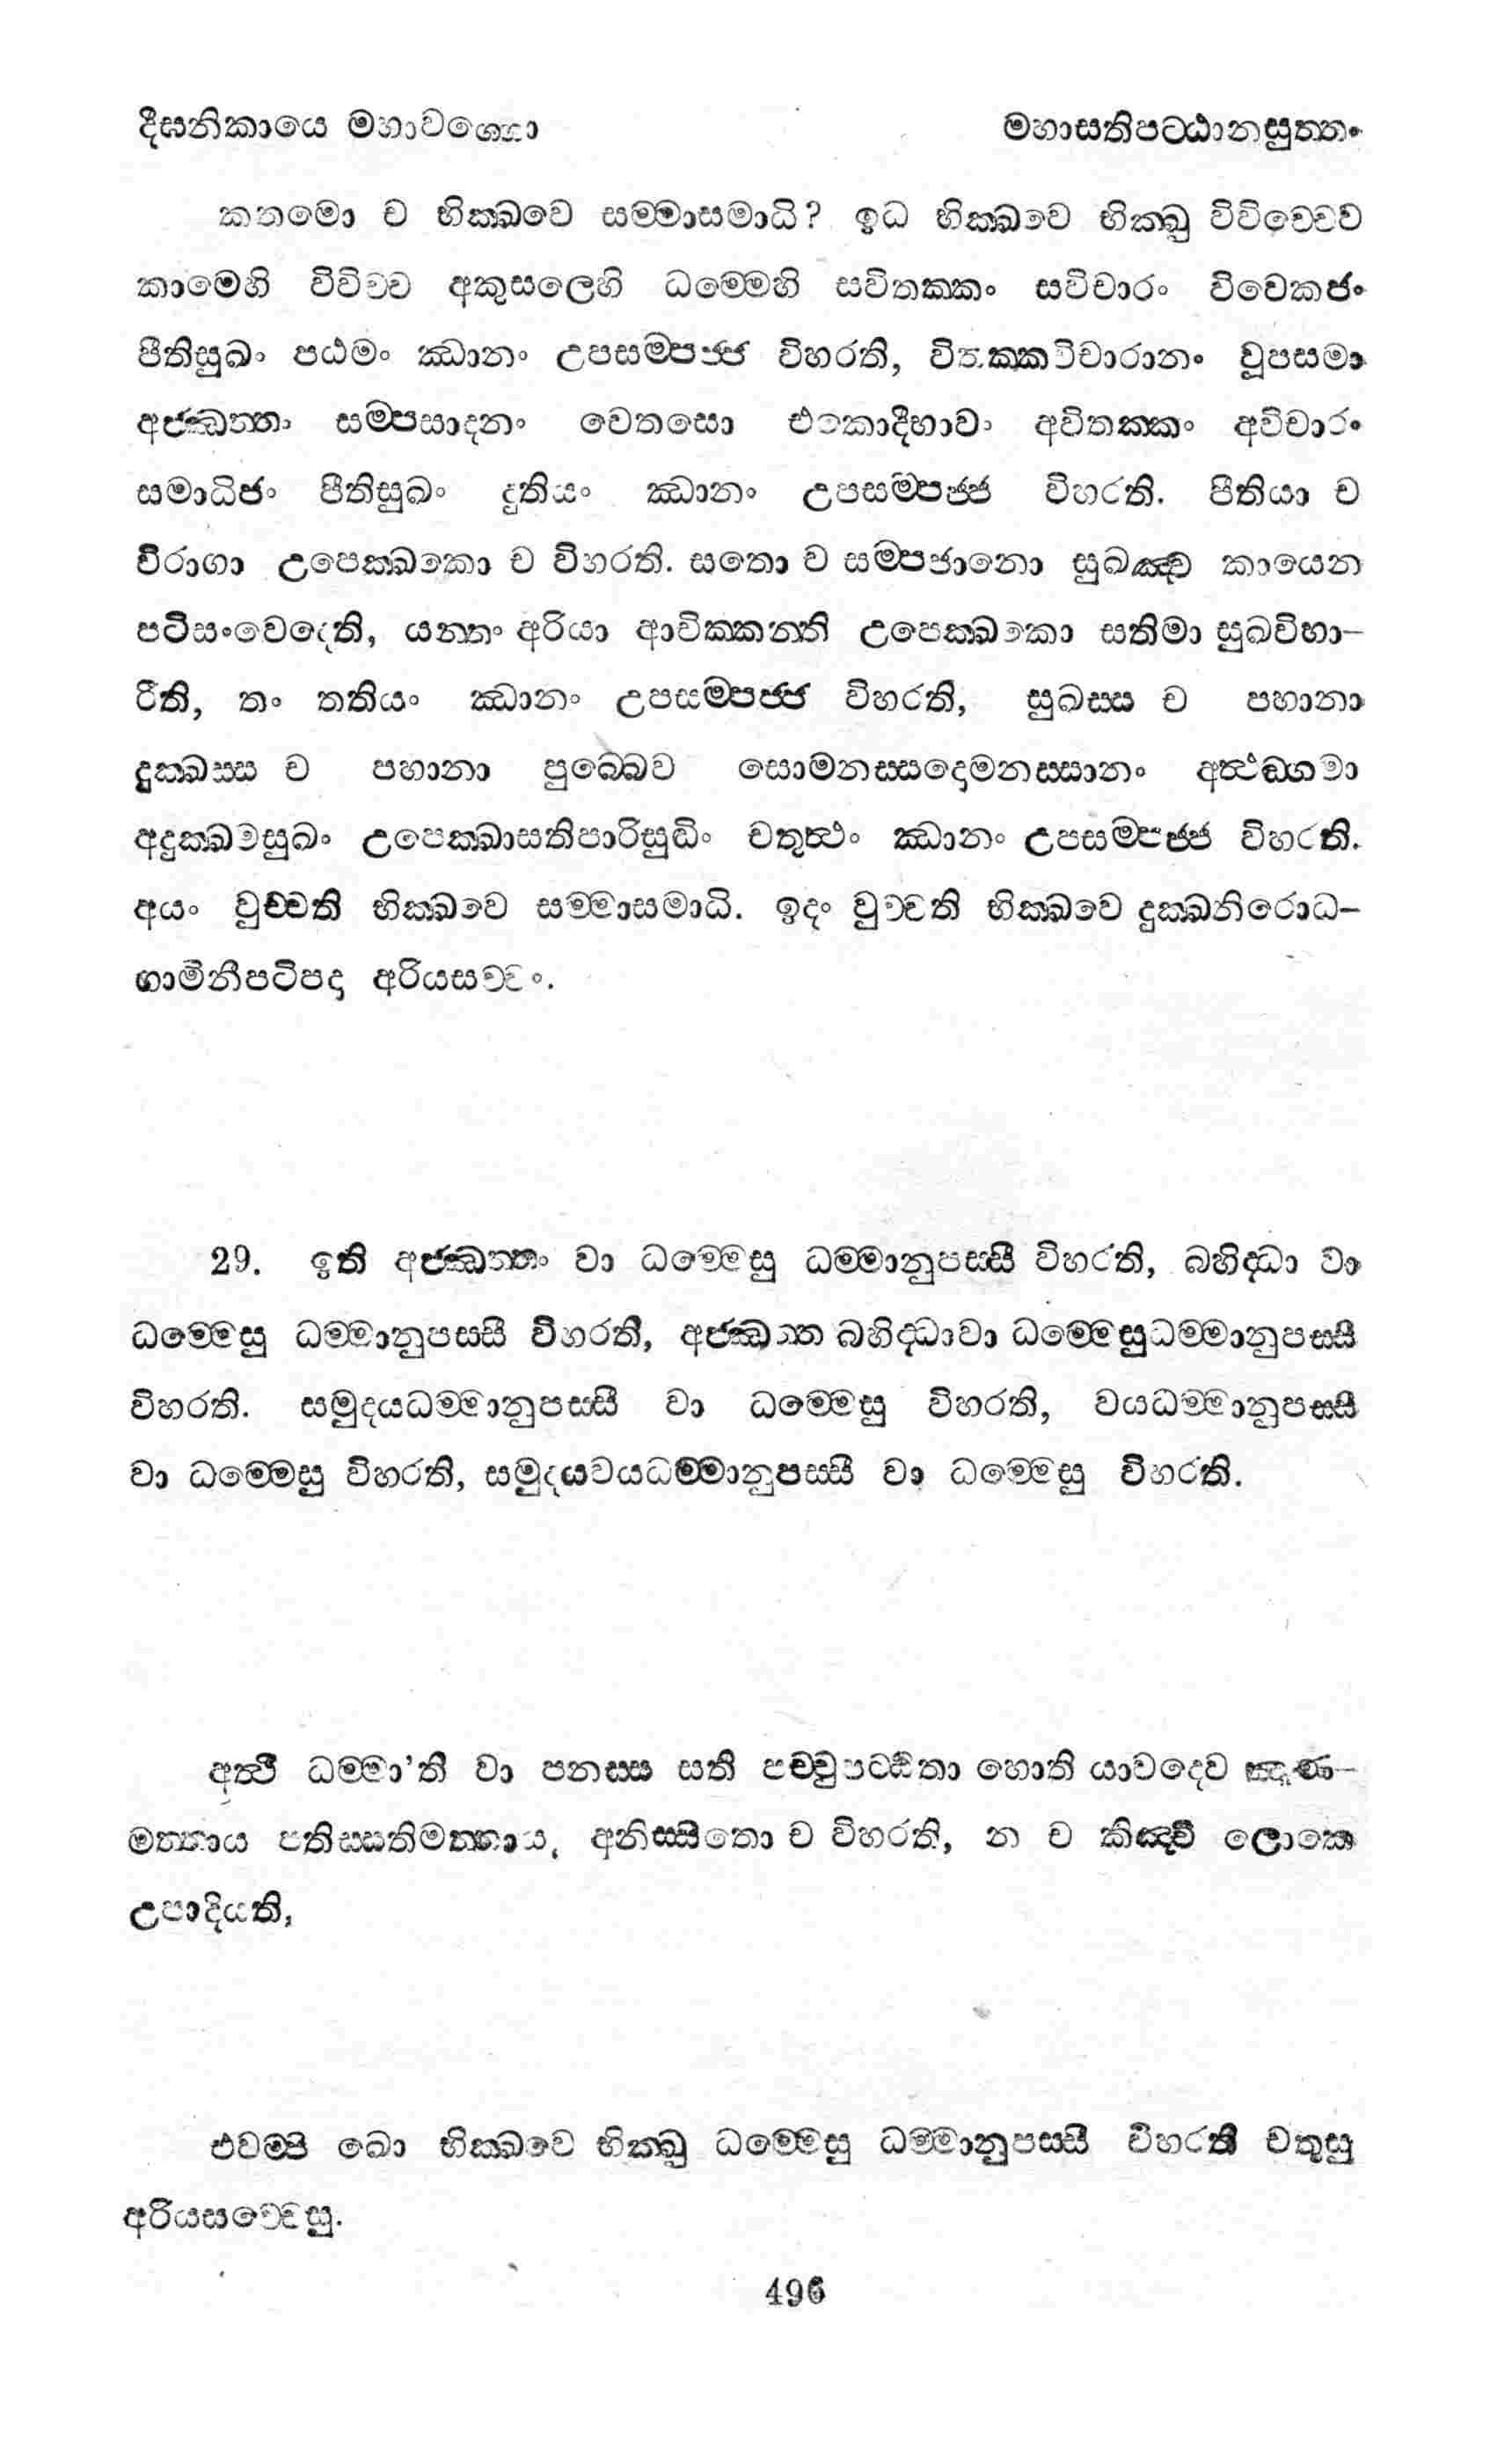 දීඝනිකායෙ මහාවග්ගො
මහාසතිපට්ඨානසුත්තං
කතමො ච භික්ඛවෙ සම්මාසමාධි? ඉධ භික්ඛවෙ භික්ඛු විවිච්චෙව
කාමෙහි විවිච්ච අකුසලෙහි ධම්මෙහි සවිතක්කං සවිචාරං විවෙකජං
පීතිසුඛං පඨමං ඣානං උපසම්පජ්ජ විහරති, විතක්කවිචාරානං වූපසමා
අජ්ඣත්තං සම්පසාදනං චෙතසො එකොදීභාවං අවිතක්කං අවිචාරං
සමාධිජං පීතිසුඛං දුතියං ඣානං උපසම්පජ්ජ විහරති. පීතියා ච
විරාගා උපෙක්ඛකො ච විහරති. සතො ච සම්පජානො සුඛඤ්ච කායෙන
පටිසංවෙදෙති, යන්තං අරියා ආචික්කන්ති උපෙක්ඛකො සතිමා සුඛවිහා-
රීති, තං තතියං ඣානං උපසම්පජ්ජ විහරති, සුඛස්ස ච පහානා
දුක්ඛස්ස ච පහානා පුබ්බෙව සොමනස්සදොමනස්සානං අත්ථඞ්ගමා
අදුක්ඛමසුඛං උපෙක්ඛාසතිපාරිසුද්ධිං චතුත්ථං ඣානං උපසම්පජ්ජ විහරති.
අයං වුච්චති භික්ඛවෙ සම්මාසමාධි. ඉදං වුච්චති භික්ඛවෙ දුක්ඛනිරොධ-
ගාමිනීපටිපදා අරියසච්චං.
29. ඉති අජ්ඣත්තං වා ධම්මෙසු ධම්මානුපස්සී විහරති, බහිද්ධා වා
ධම්මෙසු ධම්මානුපස්සී විහරති, අජ්ඣත්ත බහිද්ධාවා ධම්මෙසුධම්මානුපස්සී
විහරති. සමුදයධම්මානුපස්සී වා ධම්මෙසු විහරති, වයධම්මානුපස්සී
වා ධම්මෙසු විහරති, සමුදයවයධම්මානුපස්සී වා ධම්මෙසු විහරති.
අත්ථි ධම්මා'ති වා පනස්ස සති පච්චුපට්ඨිතා හොති යාවදෙව ඤාණ-
මත්තාය පතිස්සතිමත්තාය, අනිස්සිතො ච විහරති, න ච කිඤ්චි ලොකෙ
උපාදියති,
එවම්පි ඛො භික්ඛවෙ භික්ඛු ධම්මෙසු ධම්මානුපස්සී විහරති චතුසු
අරියසච්චෙසු.
496